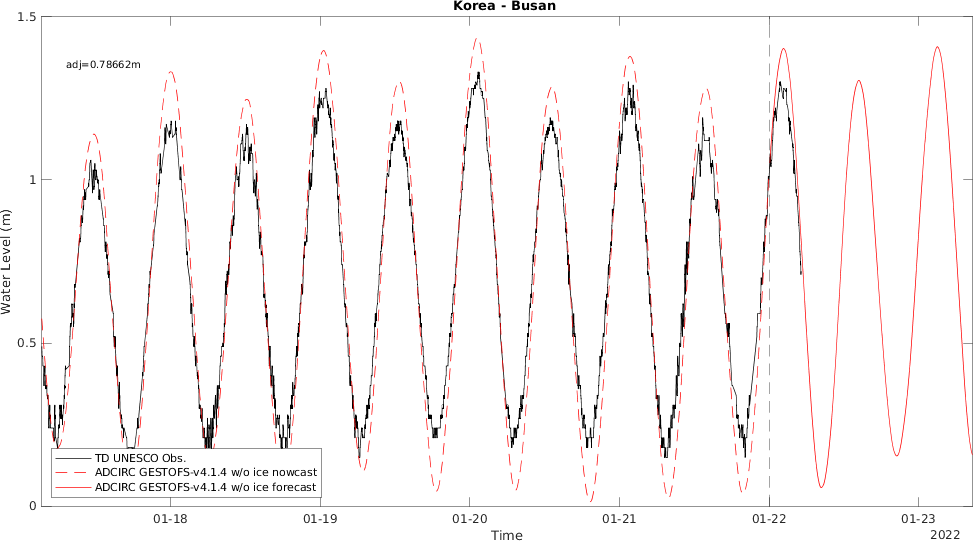 Korea - Busan
1.5
adj=0.78662m
1
Water Level (m)
0.5
TD UNESCO Obs.
ADCIRC GESTOFS-v4.1.4 w/o ice nowcast
ADCIRC GESTOFS-v4.1.4 w/o ice forecast
0
01-18
01-19
01-20
01-21
01-22
01-23
Time
2022